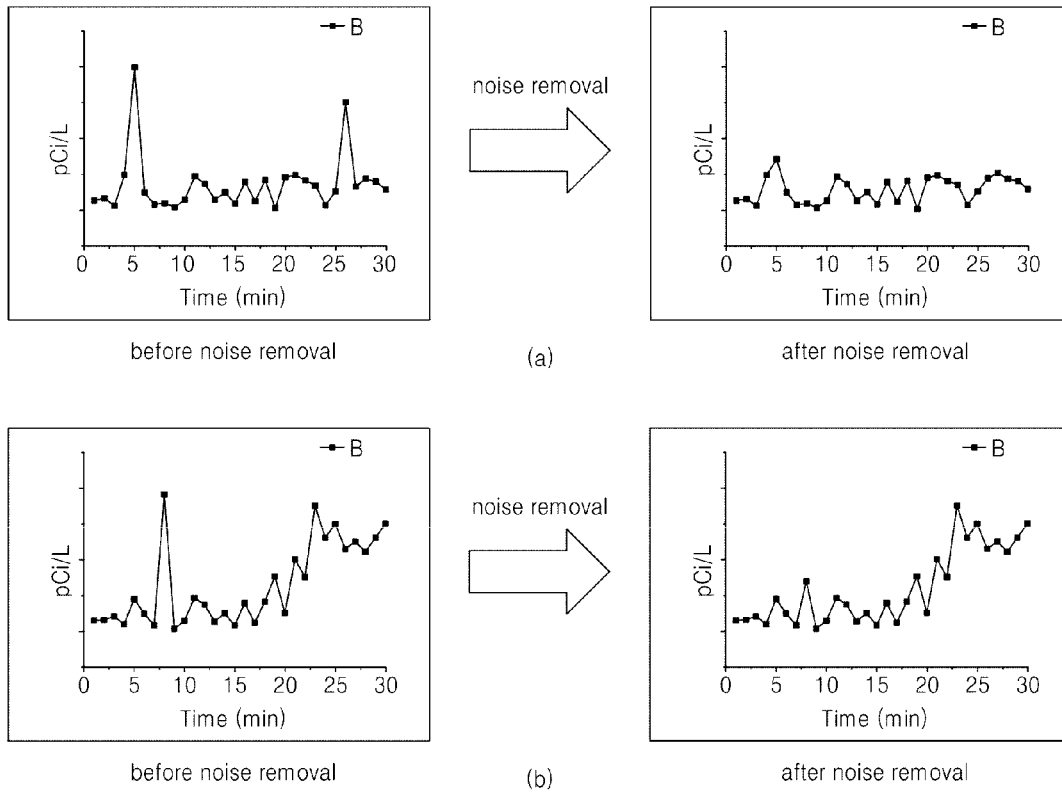 B
pCi/L
0 5 10 15 20 25 30
Time (min)
before noise removal
noise removal
(a)
B
pCi/L
0 5 10 15 20 25 30
Time (min)
after noise removal
B
pCi/L
0 5 10 15 20 25 30
Time (min)
before noise removal
noise removal
(b)
B
pCi/L
0 5 10 15 20 25 30
Time (min)
after noise removal